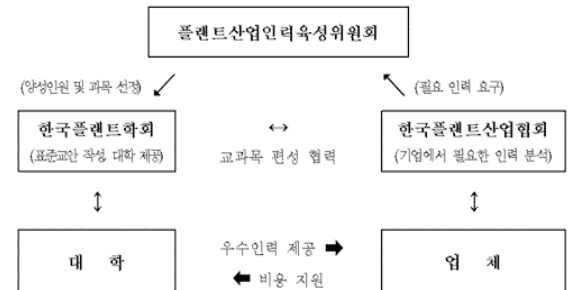 플랜트산업인력육성위원회
(양성인원 및 과목 선정)
(필요 인력 요구)
한국플랜트학회
(표준교안 작성, 대학 제공)
↔
교과목 편성 협력
한국플랜트산업협회
(기업에서 필요한 인력 분석)
대 학
우수인력 제공 ➡
⬅ 비용 지원
업 체